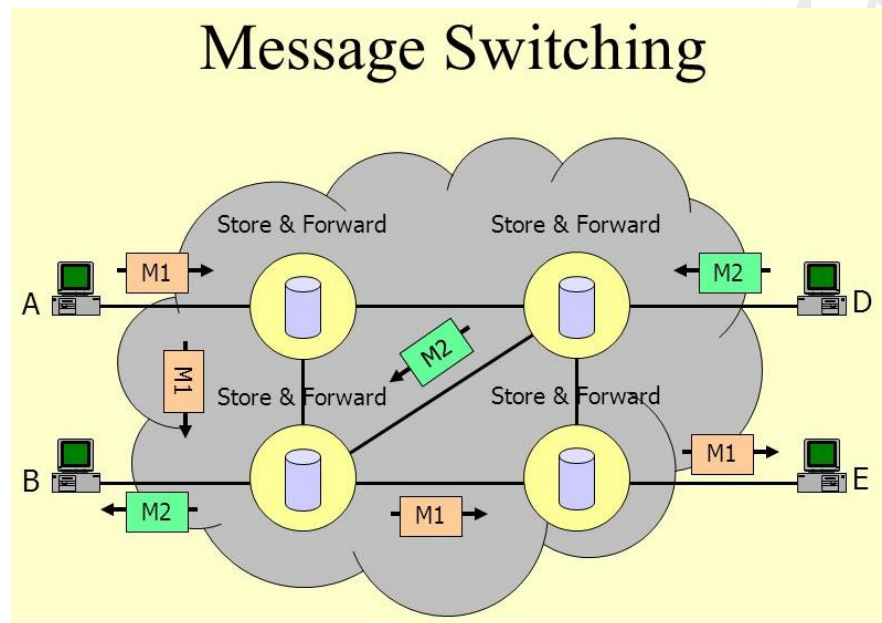 Message Switching
Store & Forward
Store & Forward
M1
M2
A
D
M2
M1
Store & Forward
Store & Forward
M1
B
E
M2
M1